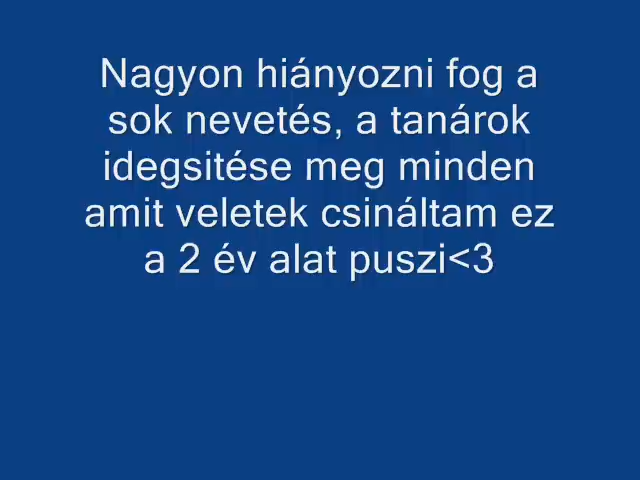 Nagyon hiányozni fog a
sok nevetés, a tanárok
idegsitése meg minden
amit veletek csináltam ez
a 2 év alat puszi<3